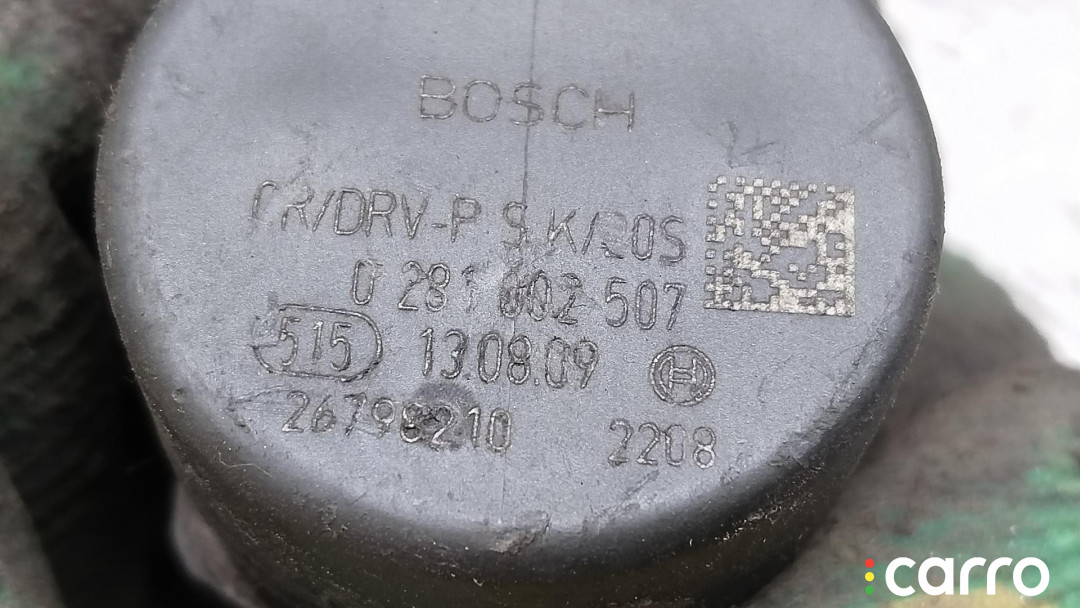 BOSCH
CR/DRV-P S K/20S
0 281 002 507
515 13.08.09
26798210 2208
carro